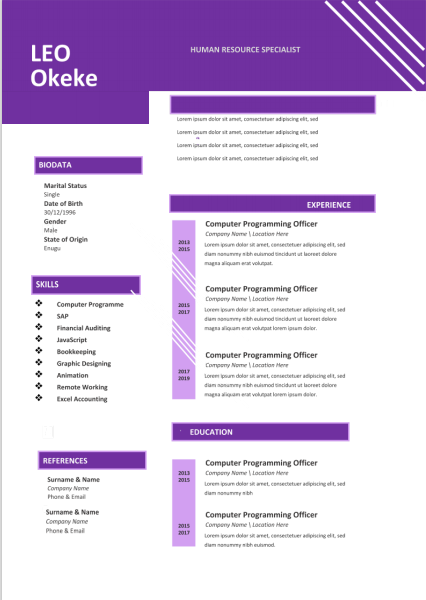 LEO
Okeke
HUMAN RESOURCE SPECIALIST
Lorem ipsum dolor sit amet, consectetuer adipiscing elit, sed
Lorem ipsum dolor sit amet, consectetuer adipiscing elit, sed
Lorem ipsum dolor sit amet, consectetuer adipiscing elit, sed
Lorem ipsum dolor sit amet, consectetuer adipiscing elit, sed
BIODATA
Marital Status
Single
Date of Birth
30/12/1996
Gender
Male
State of Origin
Enugu
SKILLS
Computer Programme
SAP
Financial Auditing
JavaScript
Bookkeeping
Graphic Designing
Animation
Remote Working
Excel Accounting
REFERENCES
Surname & Name
Company Name
Phone & Email
Surname & Name
Company Name
Phone & Email
EXPERIENCE
2013
2015
Computer Programming Officer
Company Name \ Location Here
Lorem ipsum dolor sit amet, consectetuer adipiscing elit, sed
diam nonummy nibh euismod tincidunt ut laoreet dolore
magna aliquam erat volutpat.
2015
2017
Computer Programming Officer
Company Name \ Location Here
Lorem ipsum dolor sit amet, consectetuer adipiscing elit, sed
diam nonummy nibh euismod tincidunt ut laoreet dolore
magna aliquam erat volutpat lorem ipsum dolor.
2017
2019
Computer Programming Officer
Company Name \ Location Here
Lorem ipsum dolor sit amet, consectetuer adipiscing elit, sed
diam nonummy nibh euismod tincidunt ut laoreet dolore
magna aliquam erat volutpat lorem ipsum dolor.
EDUCATION
2013
2015
Computer Programming Officer
Company Name \ Location Here
Lorem ipsum dolor sit amet, consectetuer adipiscing elit, sed
diam nonummy nibh
2015
2017
Computer Programming Officer
Company Name \ Location Here
Lorem ipsum dolor sit amet, consectetuer adipiscing elit, sed
diam nonummy nibh euismod.